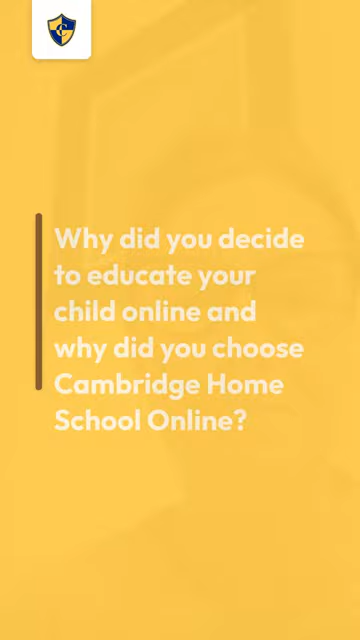 Why did you decide
to educate your
child online and
why did you choose
Cambridge Home
School Online?